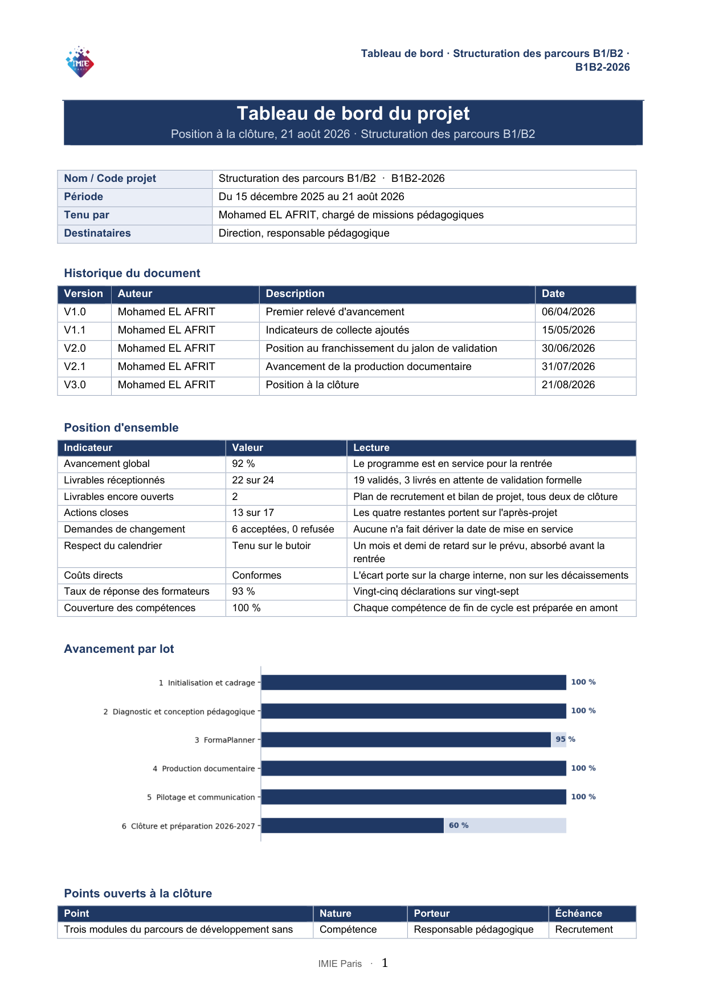 IMIE
PARIS
Tableau de bord · Structuration des parcours B1/B2 ·
B1B2-2026
Tableau de bord du projet
Position à la clôture, 21 août 2026 · Structuration des parcours B1/B2
Nom / Code projet Structuration des parcours B1/B2 · B1B2-2026
Période Du 15 décembre 2025 au 21 août 2026
Tenu par Mohamed EL AFRIT, chargé de missions pédagogiques
Destinataires Direction, responsable pédagogique
Historique du document
Version Auteur Description Date
V1.0 Mohamed EL AFRIT Premier relevé d'avancement 06/04/2026
V1.1 Mohamed EL AFRIT Indicateurs de collecte ajoutés 15/05/2026
V2.0 Mohamed EL AFRIT Position au franchissement du jalon de validation 30/06/2026
V2.1 Mohamed EL AFRIT Avancement de la production documentaire 31/07/2026
V3.0 Mohamed EL AFRIT Position à la clôture 21/08/2026
Position d'ensemble
Indicateur Valeur Lecture
Avancement global 92 % Le programme est en service pour la rentrée
Livrables réceptionnés 22 sur 24 19 validés, 3 livrés en attente de validation formelle
Livrables encore ouverts 2 Plan de recrutement et bilan de projet, tous deux de clôture
Actions closes 13 sur 17 Les quatre restantes portent sur l'après-projet
Demandes de changement 6 acceptées, 0 refusée Aucune n'a fait dériver la date de mise en service
Respect du calendrier Tenu sur le butoir Un mois et demi de retard sur le prévu, absorbé avant la
rentrée
Coûts directs Conformes L'écart porte sur la charge interne, non sur les décaissements
Taux de réponse des formateurs 93 % Vingt-cinq déclarations sur vingt-sept
Couverture des compétences 100 % Chaque compétence de fin de cycle est préparée en amont
Avancement par lot
1 Initialisation et cadrage 100 %
2 Diagnostic et conception pédagogique 100 %
3 FormaPlanner 95 %
4 Production documentaire 100 %
5 Pilotage et communication 100 %
6 Clôture et préparation 2026-2027 60 %
Points ouverts à la clôture
Point Nature Porteur Échéance
Trois modules du parcours de développement sans Compétence Responsable pédagogique Recrutement
IMIE Paris · 1